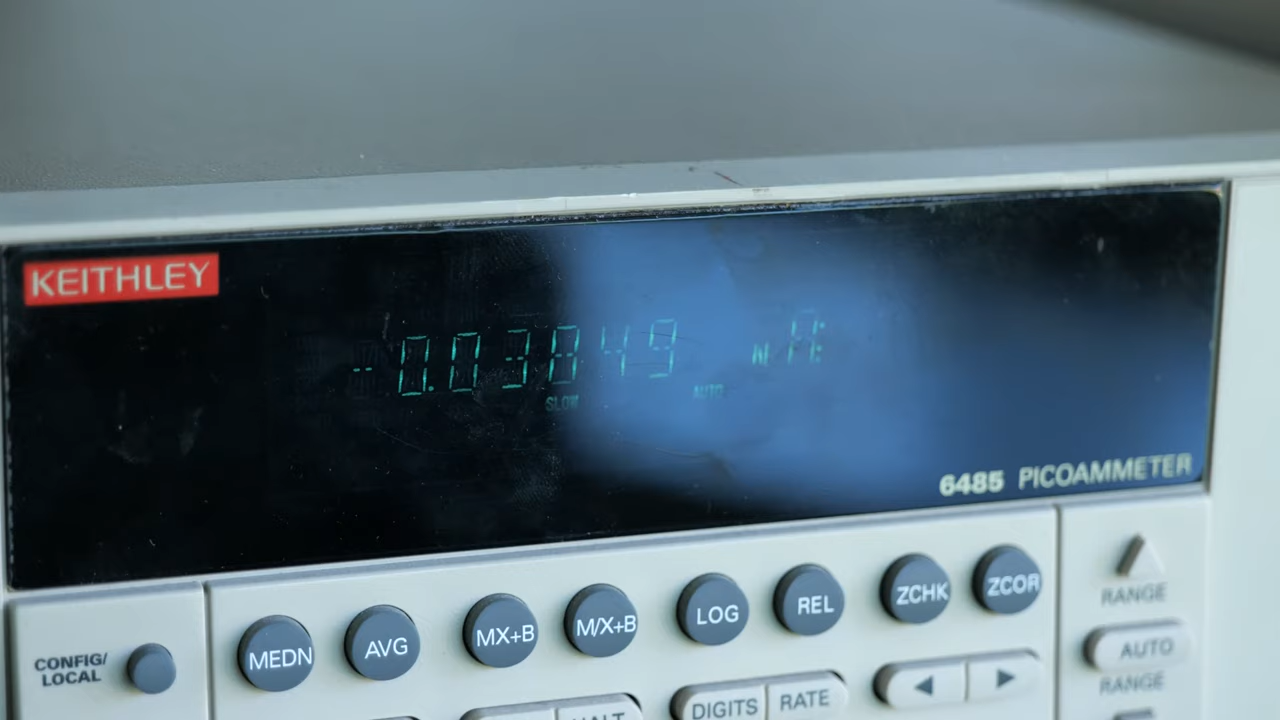 KEITHLEY
-0.03849 nA
SLOW AUTO
6485 PICOAMMETER
CONFIG/
LOCAL
MEDN AVG MX+B M/X+B LOG REL ZCHK ZCOR
RANGE
AUTO
RANGE
DIGITS RATE